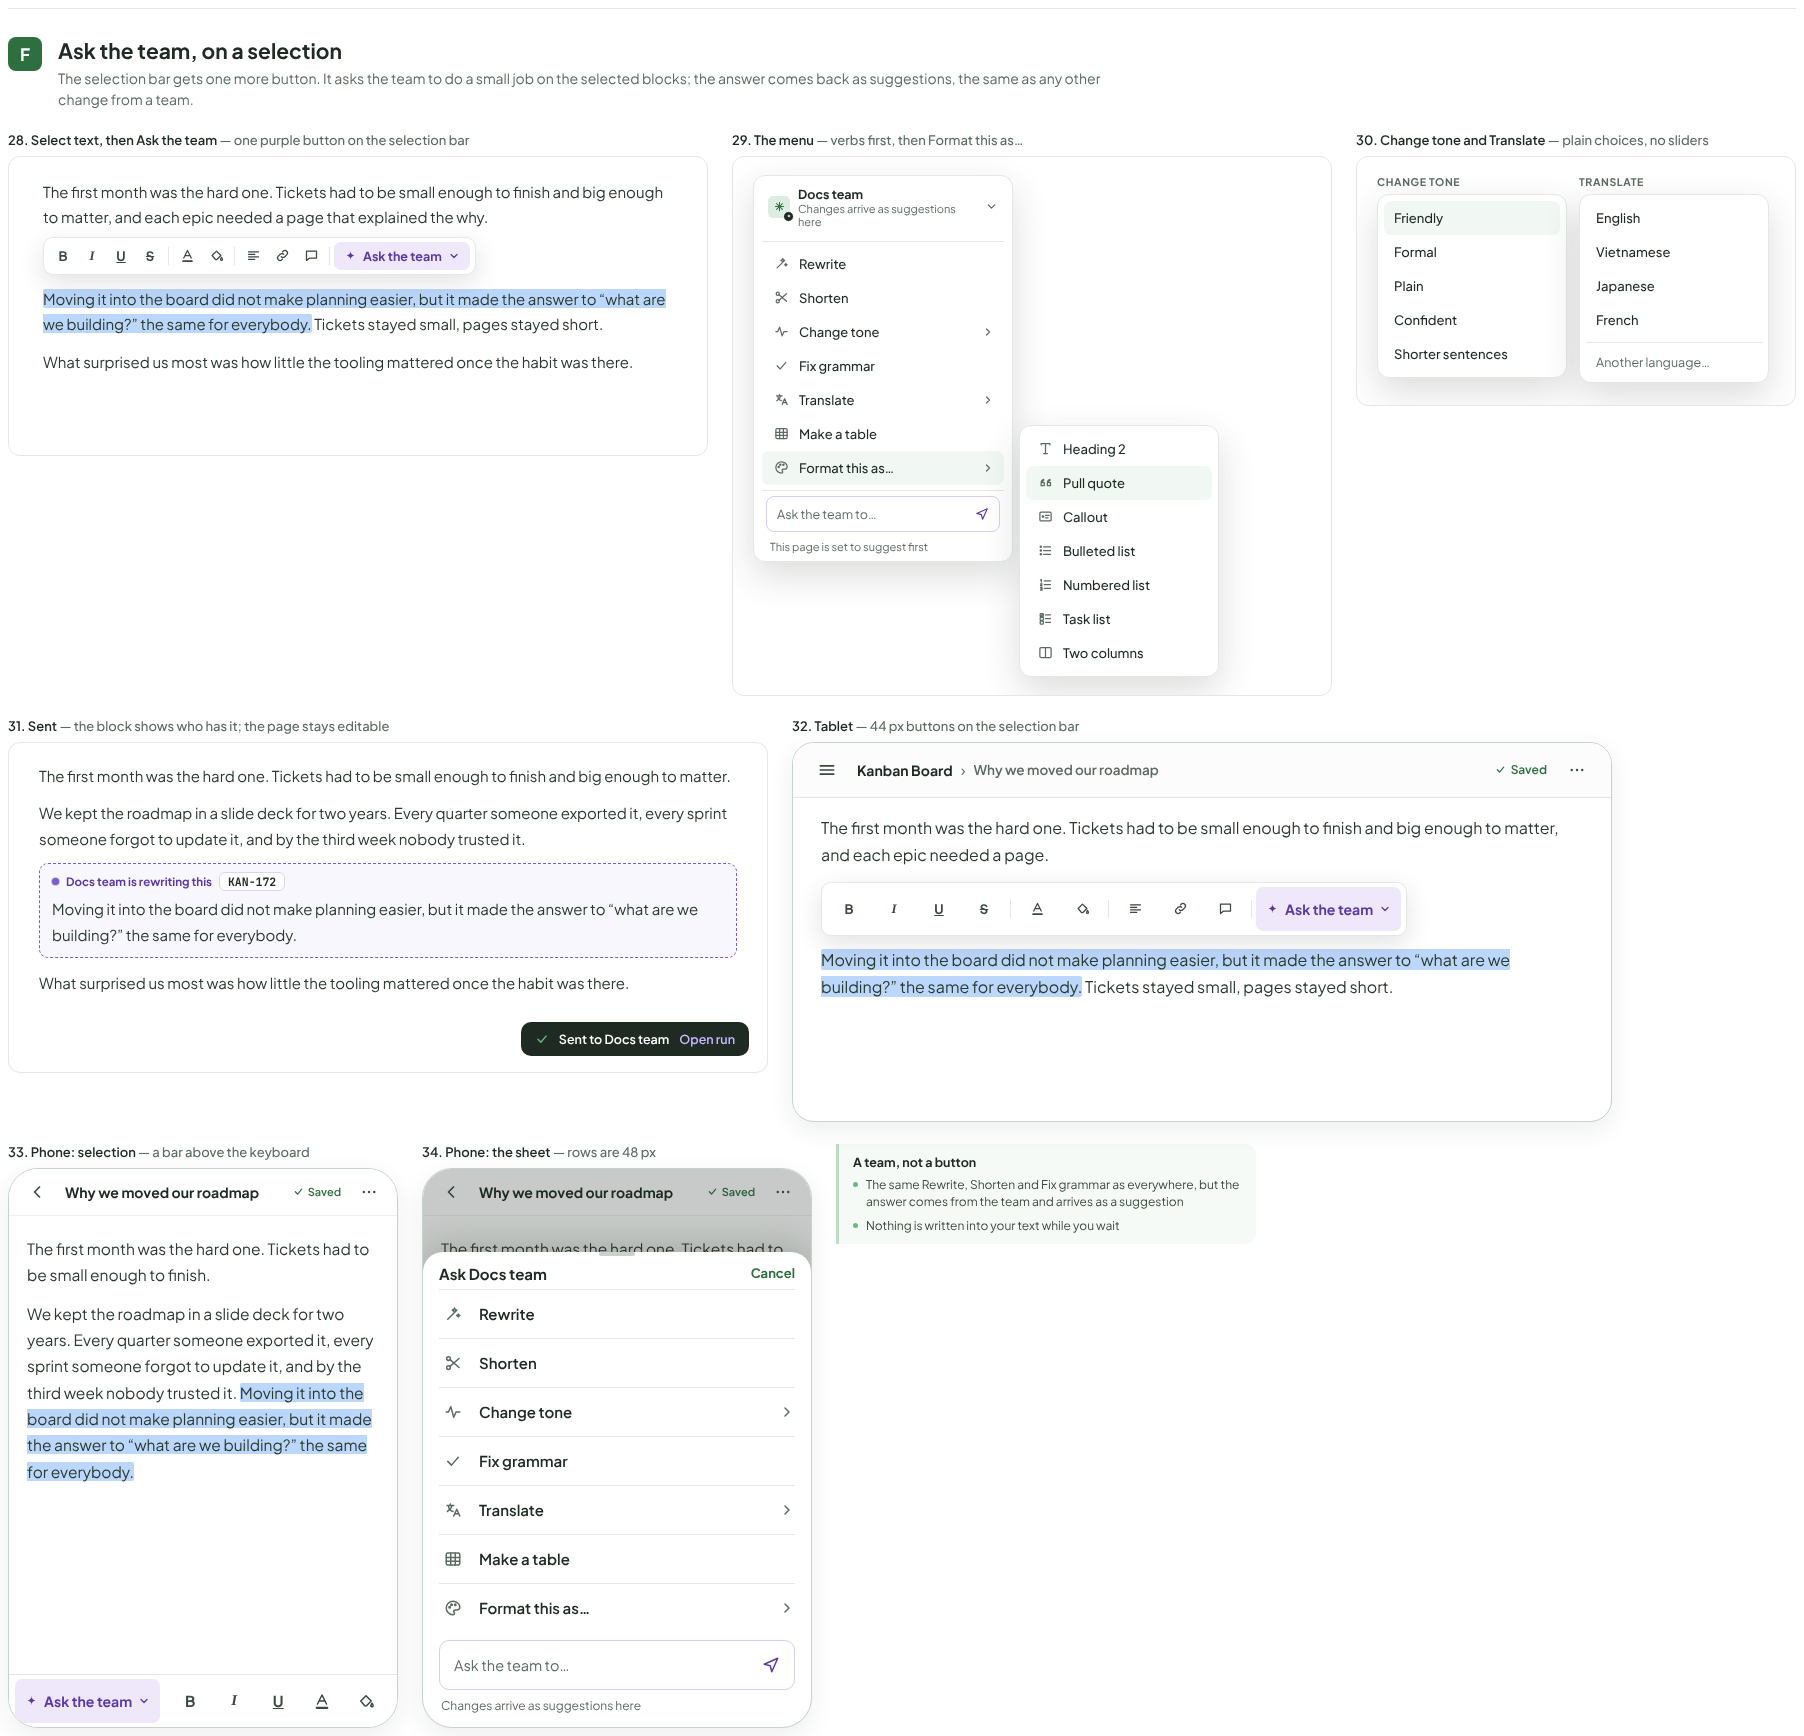 F
Ask the team, on a selection
The selection bar gets one more button. It asks the team to do a small job on the selected blocks; the answer comes back as suggestions, the same as any other
change from a team.
28. Select text, then Ask the team — one purple button on the selection bar
The first month was the hard one. Tickets had to be small enough to finish and big enough
to matter, and each epic needed a page that explained the why.
B I U S A Ask the team
Moving it into the board did not make planning easier, but it made the answer to “what are
we building?” the same for everybody. Tickets stayed small, pages stayed short.
What surprised us most was how little the tooling mattered once the habit was there.
29. The menu — verbs first, then Format this as…
Docs team
Changes arrive as suggestions
here
Rewrite
Shorten
Change tone
Fix grammar
Translate
Make a table
Format this as…
Ask the team to…
This page is set to suggest first
Heading 2
Pull quote
Callout
Bulleted list
Numbered list
Task list
Two columns
30. Change tone and Translate — plain choices, no sliders
CHANGE TONE
Friendly
Formal
Plain
Confident
Shorter sentences
TRANSLATE
English
Vietnamese
Japanese
French
Another language…
31. Sent — the block shows who has it; the page stays editable
The first month was the hard one. Tickets had to be small enough to finish and big enough to matter.
We kept the roadmap in a slide deck for two years. Every quarter someone exported it, every sprint
someone forgot to update it, and by the third week nobody trusted it.
Docs team is rewriting this KAN-172
Moving it into the board did not make planning easier, but it made the answer to “what are we
building?” the same for everybody.
What surprised us most was how little the tooling mattered once the habit was there.
Sent to Docs team Open run
32. Tablet — 44 px buttons on the selection bar
Kanban Board › Why we moved our roadmap Saved
The first month was the hard one. Tickets had to be small enough to finish and big enough to matter,
and each epic needed a page.
B I U S A Ask the team
Moving it into the board did not make planning easier, but it made the answer to “what are we
building?” the same for everybody. Tickets stayed small, pages stayed short.
33. Phone: selection — a bar above the keyboard
Why we moved our roadmap Saved
The first month was the hard one. Tickets had to
be small enough to finish.
We kept the roadmap in a slide deck for two
years. Every quarter someone exported it, every
sprint someone forgot to update it, and by the
third week nobody trusted it. Moving it into the
board did not make planning easier, but it made
the answer to “what are we building?” the same
for everybody.
Ask the team B I U A
34. Phone: the sheet — rows are 48 px
Why we moved our roadmap Saved
The first month was the hard one. Tickets had to
Ask Docs team Cancel
Rewrite
Shorten
Change tone
Fix grammar
Translate
Make a table
Format this as…
Ask the team to…
Changes arrive as suggestions here
A team, not a button
The same Rewrite, Shorten and Fix grammar as everywhere, but the
answer comes from the team and arrives as a suggestion
Nothing is written into your text while you wait